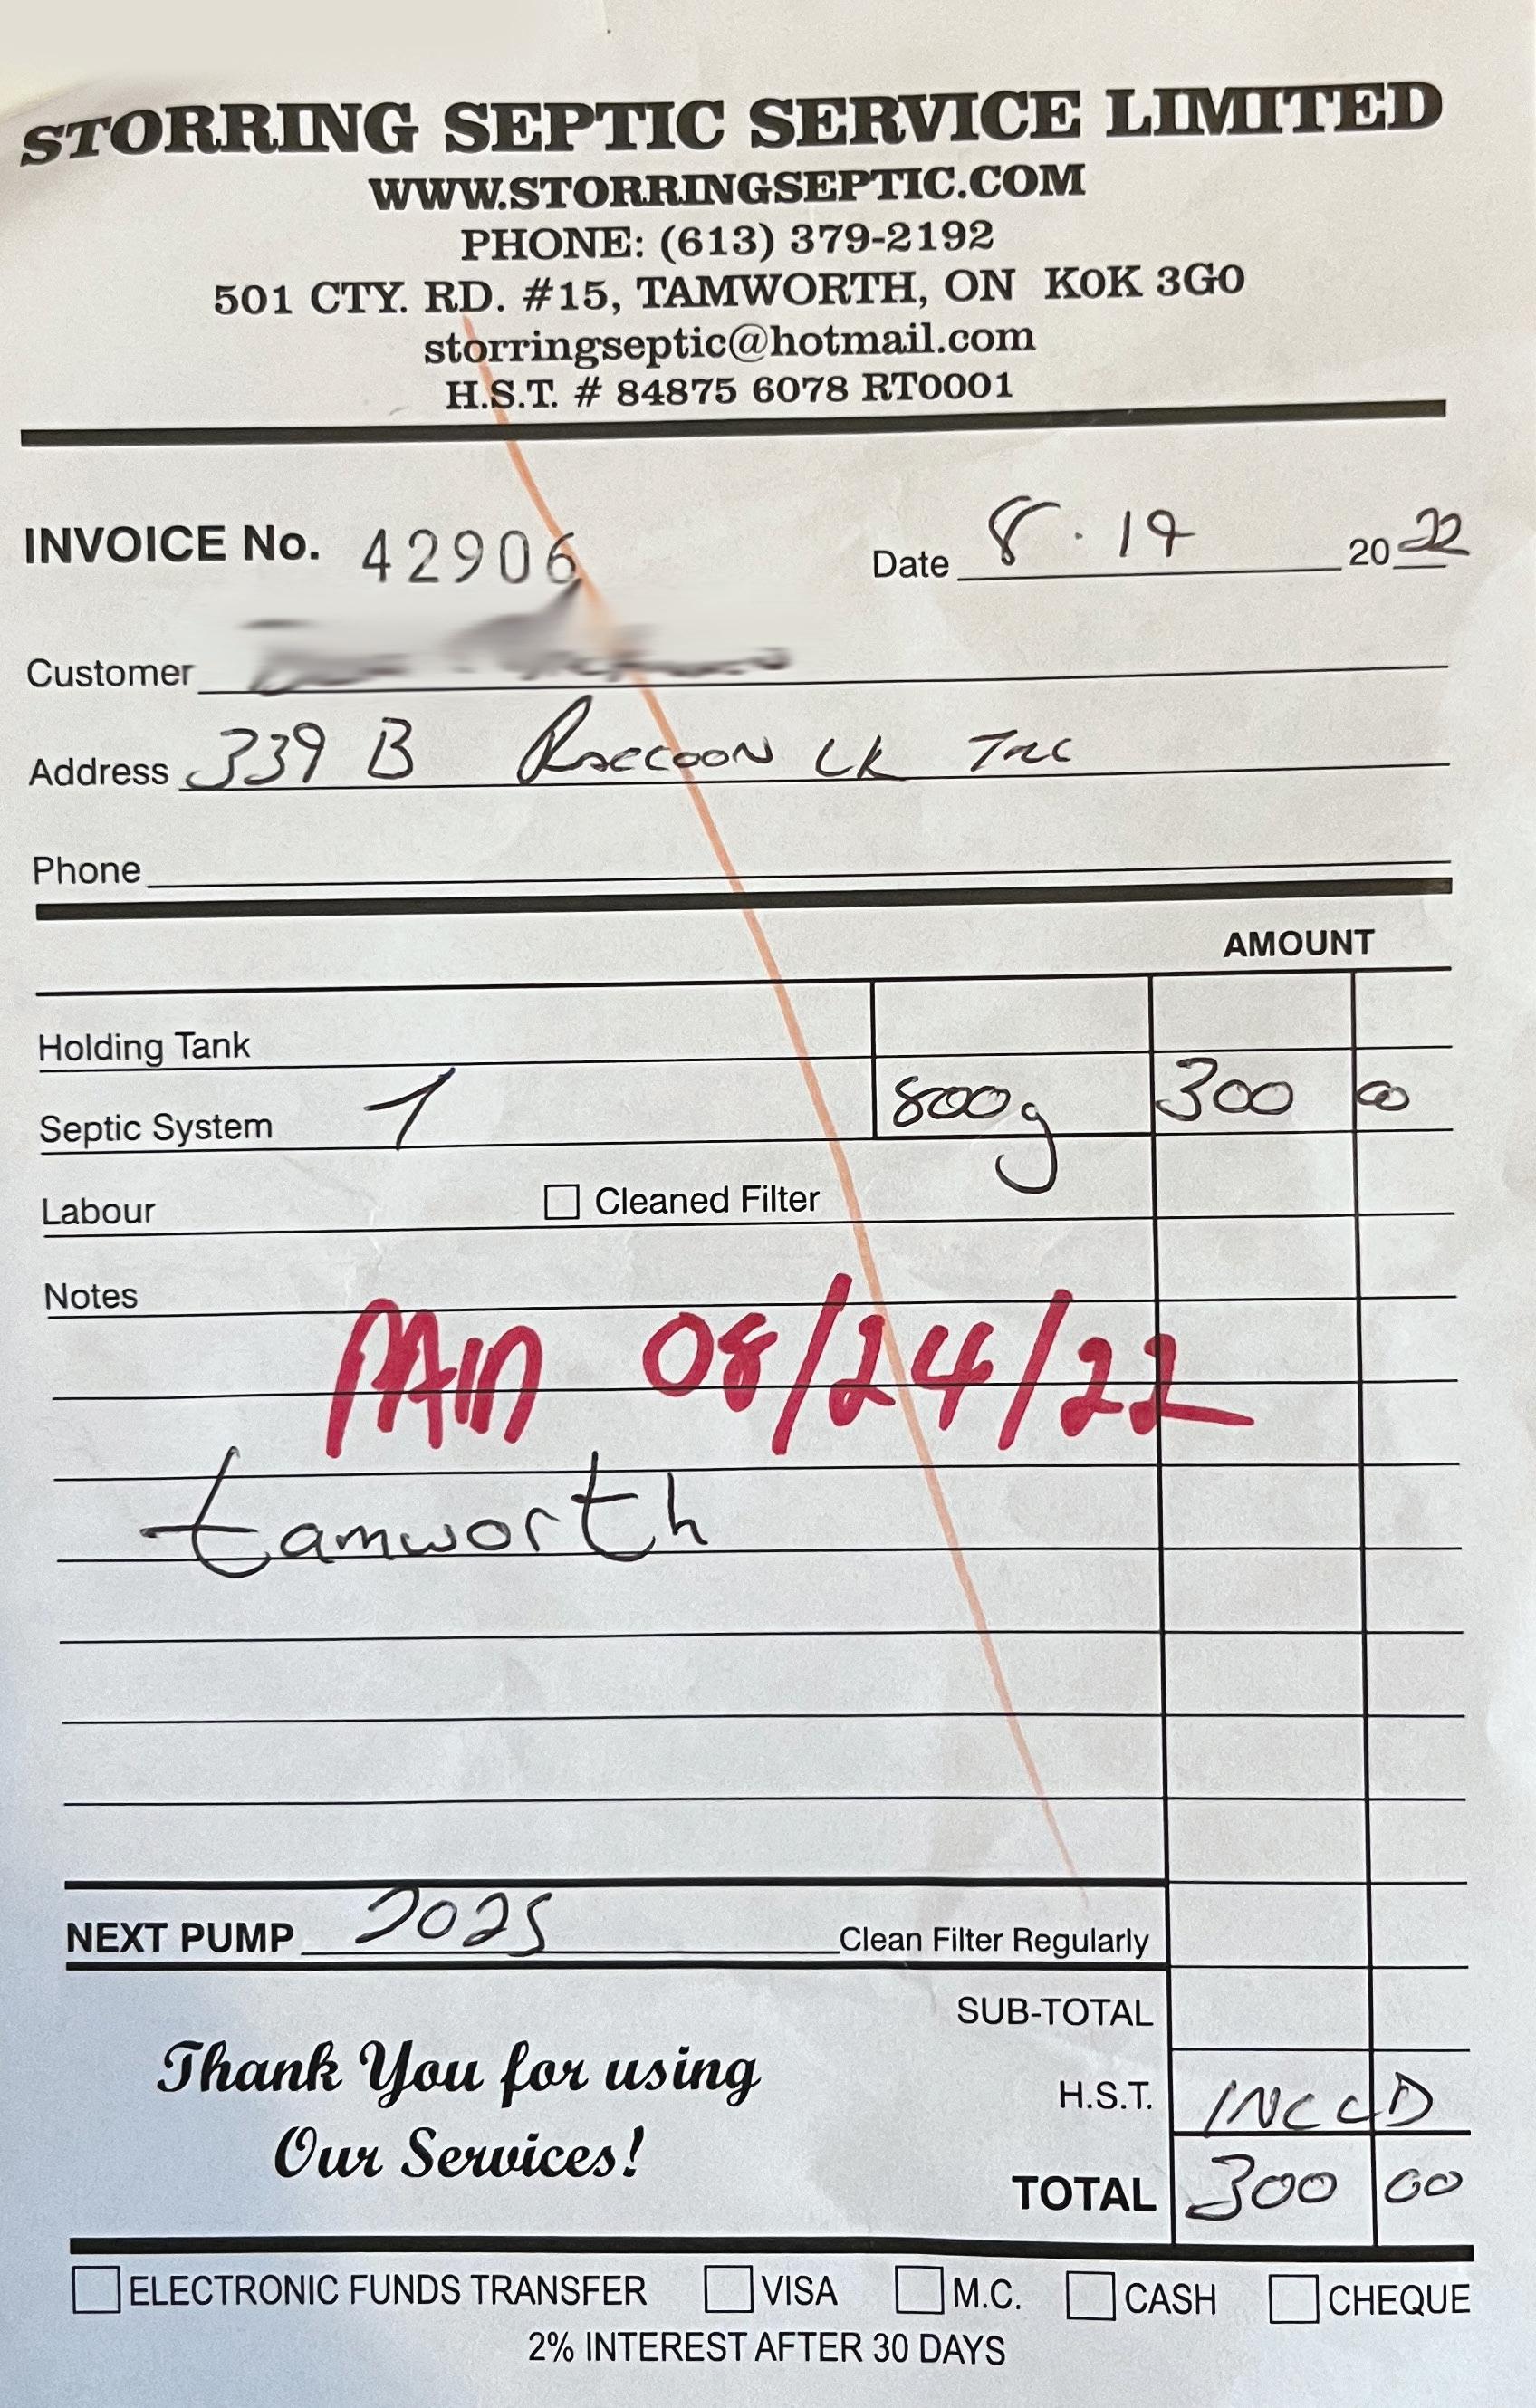 STORRING SEPTIC SERVICE LIMITED
WWW.STORRINGSEPTIC.COM
PHONE: (613) 379-2192
501 CTY. RD. #15, TAMWORTH, ON K0K 3G0
storringseptic@hotmail.com
H.S.T. # 84875 6078 RT0001
INVOICE No. 42906 Date 8.19 2022
Customer
Address 339 B Raccoon LK Trl
Phone
AMOUNT
Holding Tank
Septic System 1 800g 300 00
Labour Cleaned Filter
Notes
PAID 08/24/22
tamworth
NEXT PUMP 2025 Clean Filter Regularly
SUB-TOTAL
Thank You for using
Our Services!
H.S.T. INCLD
TOTAL 300 00
ELECTRONIC FUNDS TRANSFER VISA M.C. CASH CHEQUE
2% INTEREST AFTER 30 DAYS